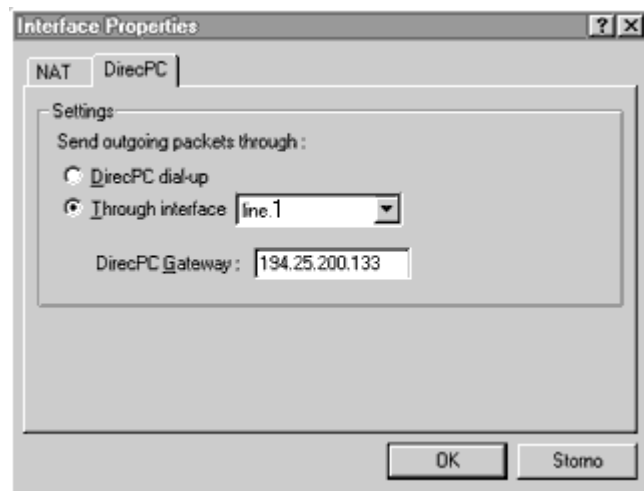 Interface Properties
NAT DirecPC
Settings
Send outgoing packets through :
DirecPC dial-up
Through interface line.1
DirecPC Gateway : 194.25.200.133
OK Storno